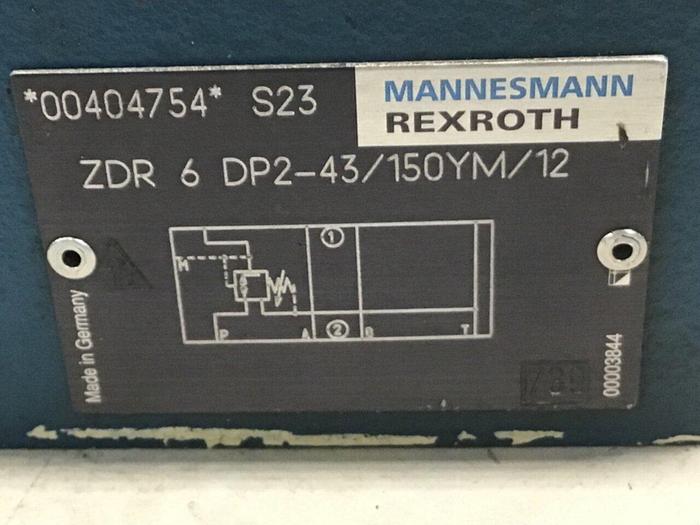 *00404754* S23
MANNESMANN
REXROTH
ZDR 6 DP2-43/150YM/12
1
M
P A 2 B T
Made in Germany
00003844